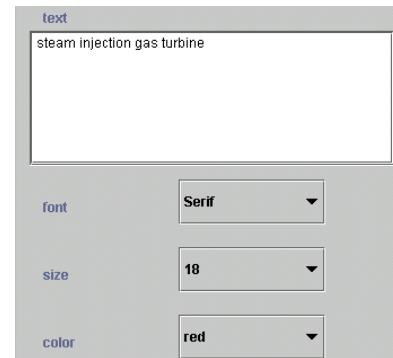 text
steam injection gas turbine
font
Serif
size
18
color
red